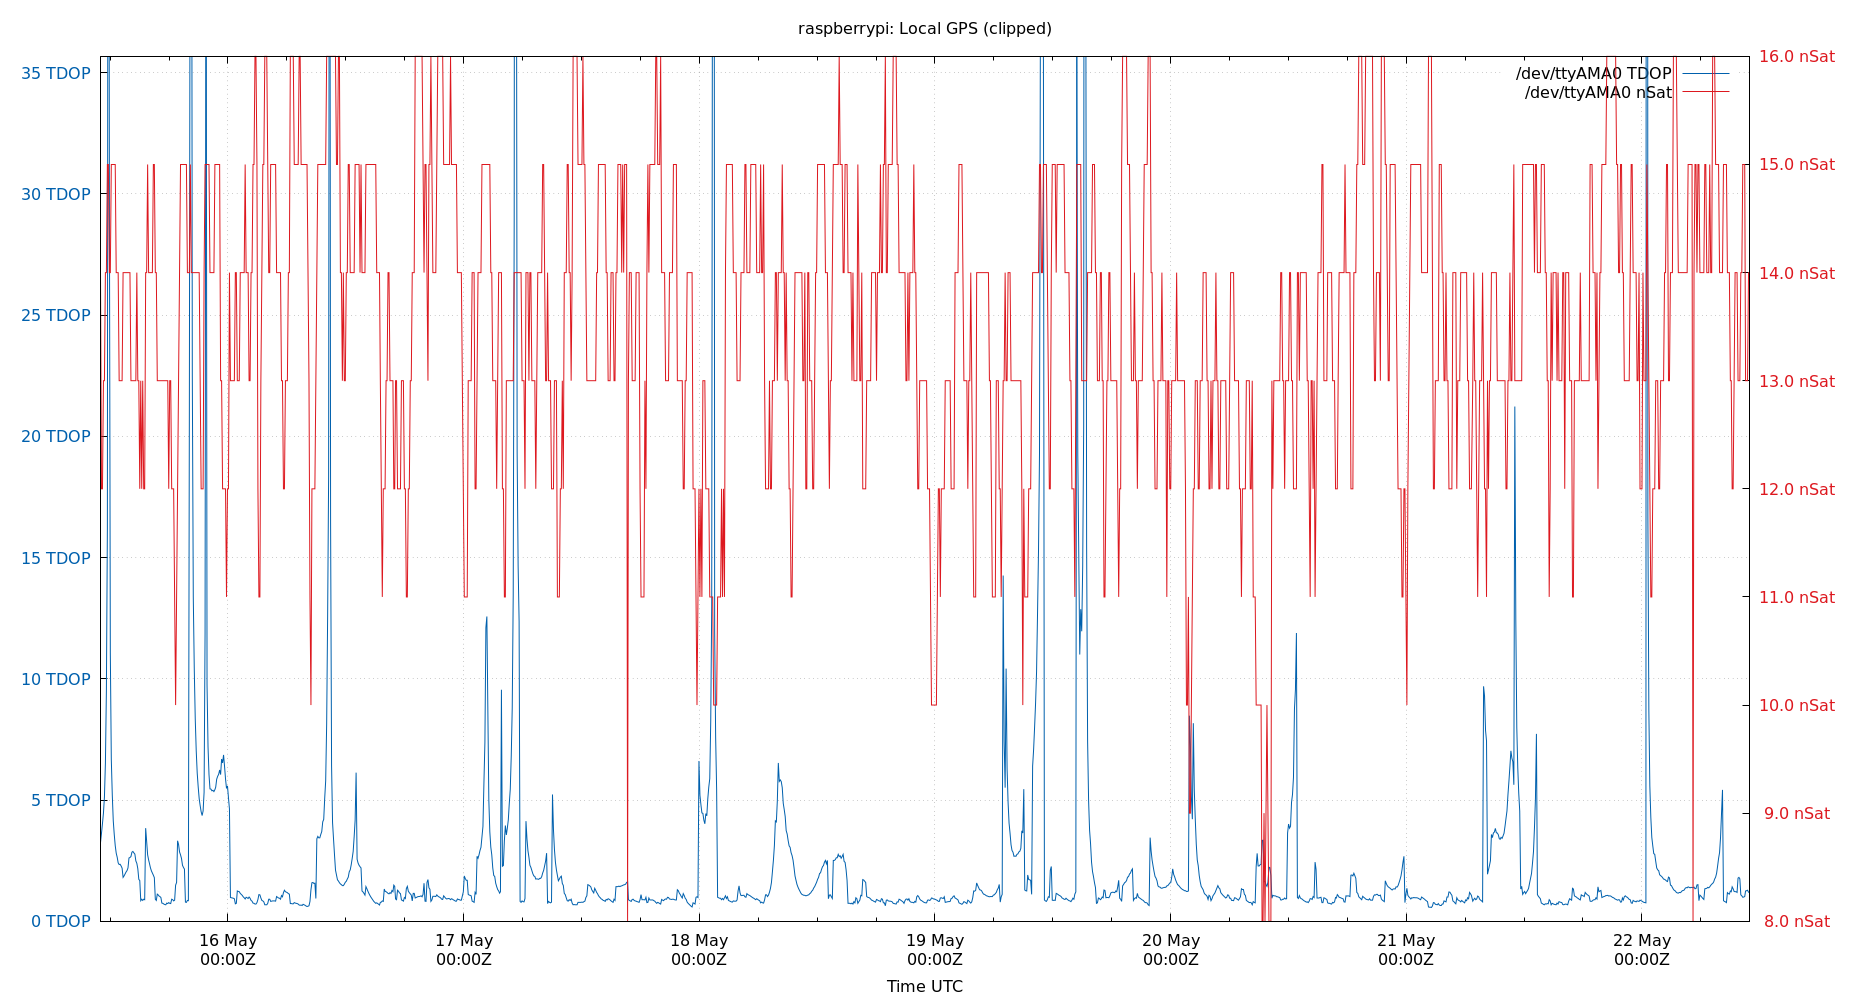 raspberrypi: Local GPS (clipped)
/dev/ttyAMA0 TDOP
/dev/ttyAMA0 nSat
35 TDOP
30 TDOP
25 TDOP
20 TDOP
15 TDOP
10 TDOP
5 TDOP
0 TDOP
16.0 nSat
15.0 nSat
14.0 nSat
13.0 nSat
12.0 nSat
11.0 nSat
10.0 nSat
9.0 nSat
8.0 nSat
16 May 17 May 18 May 19 May 20 May 21 May 22 May
00:00Z 00:00Z 00:00Z 00:00Z 00:00Z 00:00Z 00:00Z
Time UTC